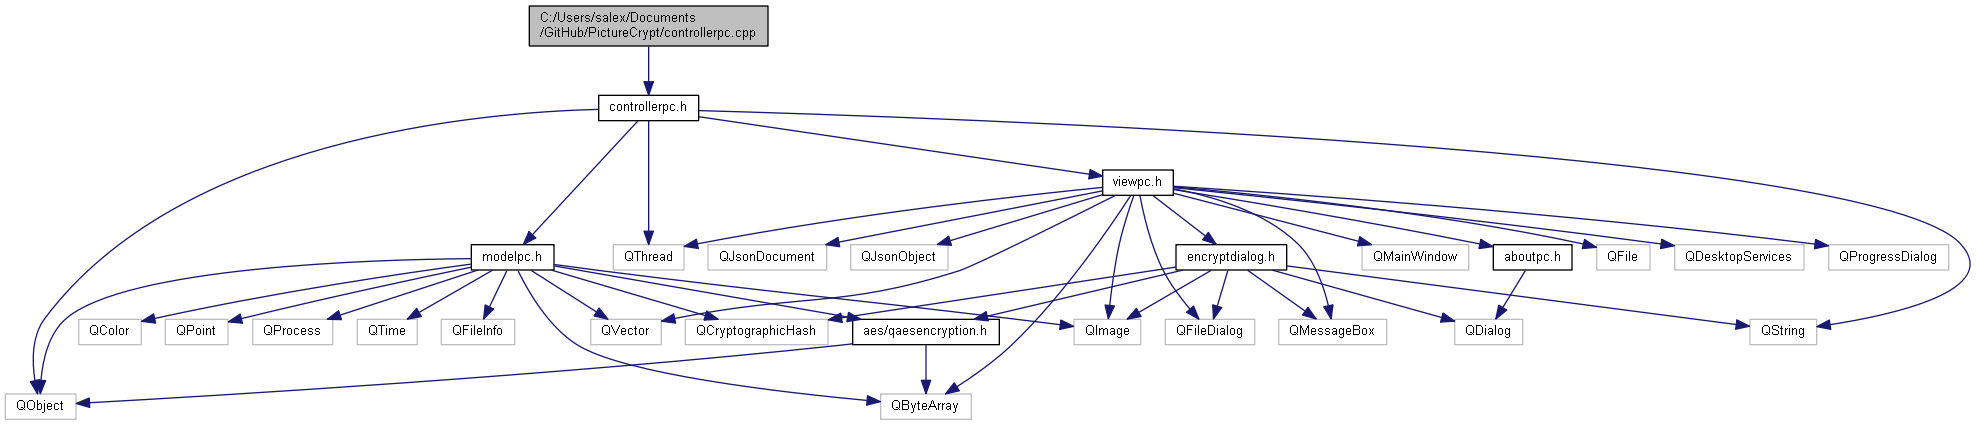 C:/Users/salex/Documents
/GitHub/PictureCrypt/controllerpc.cpp
controllerpc.h
viewpc.h
modelpc.h
QThread
QJsonDocument
QJsonObject
encryptdialog.h
QMainWindow
aboutpc.h
QFile
QDesktopServices
QProgressDialog
QColor
QPoint
QProcess
QTime
QFileInfo
QVector
QCryptographicHash
aes/qaesencryption.h
QImage
QFileDialog
QMessageBox
QDialog
QString
QObject
QByteArray